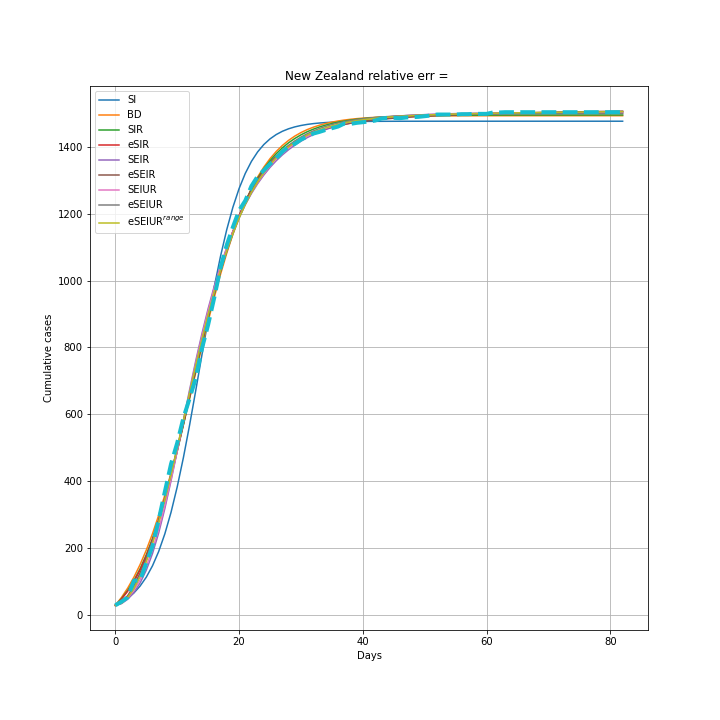 New Zealand relative err =
SI
BD
SIR
eSIR
SEIR
eSEIR
SEIUR
eSEIUR
eSEIUR^range
1400
1200
1000
800
600
400
200
0
Cumulative cases
0 20 40 60 80
Days